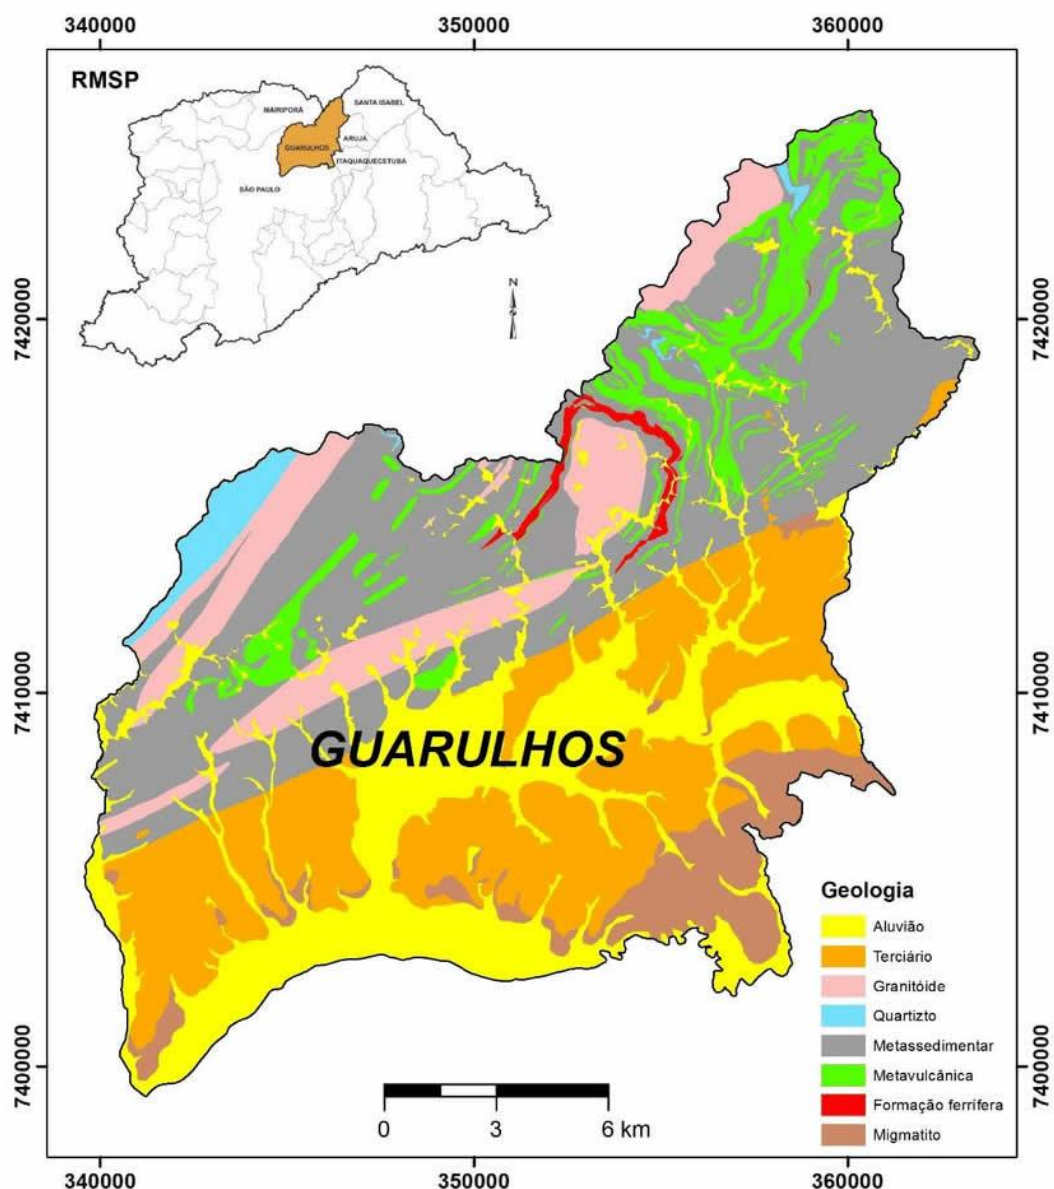 340000 350000 360000
RMSP
MAIRIPORÃ
SANTA ISABEL
GUARULHOS
ARUJÁ
ITAQUAQUECETUBA
SÃO PAULO
N
7420000 7420000
7410000 7410000
GUARULHOS
7400000 7400000
Geologia
Aluvião
Terciário
Granitóide
Quartizto
Metassedimentar
Metavulcânica
Formação ferrífera
Migmatito
0 3 6 km
340000 350000 360000